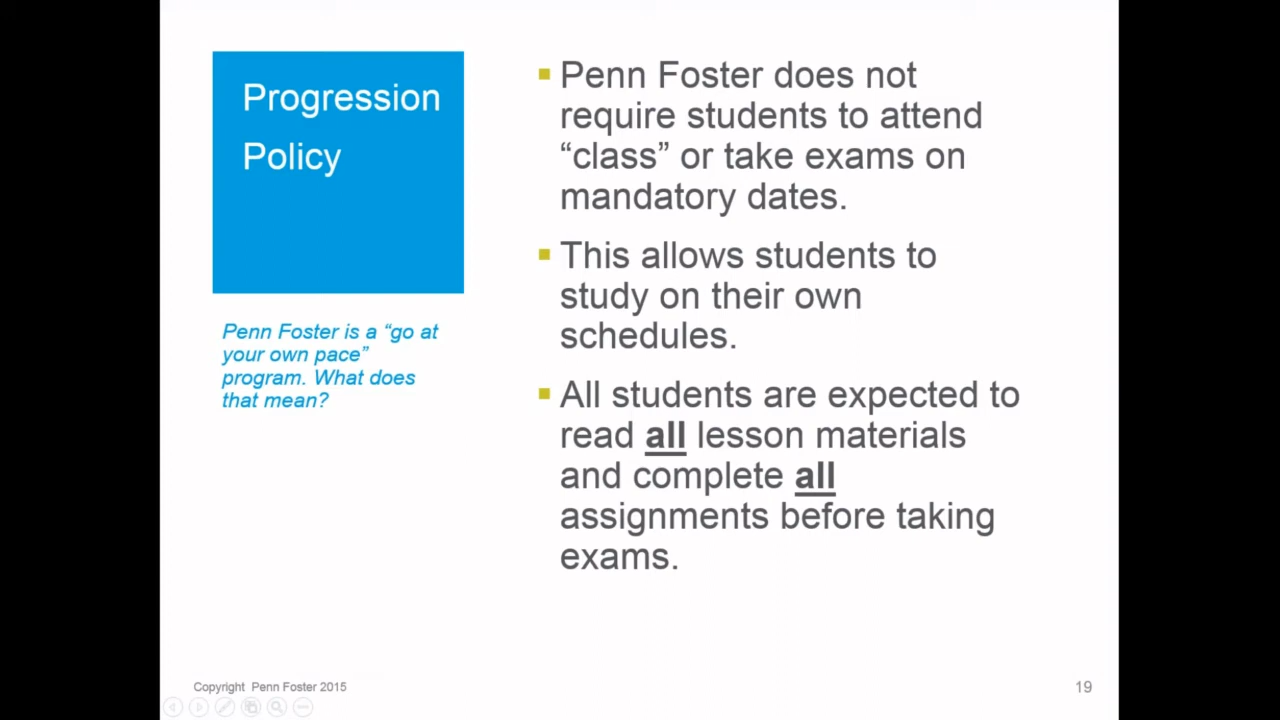 Progression
Policy
Penn Foster is a “go at
your own pace”
program. What does
that mean?
▪ Penn Foster does not
require students to attend
“class” or take exams on
mandatory dates.
▪ This allows students to
study on their own
schedules.
▪ All students are expected to
read all lesson materials
and complete all
assignments before taking
exams.
Copyright Penn Foster 2015
19